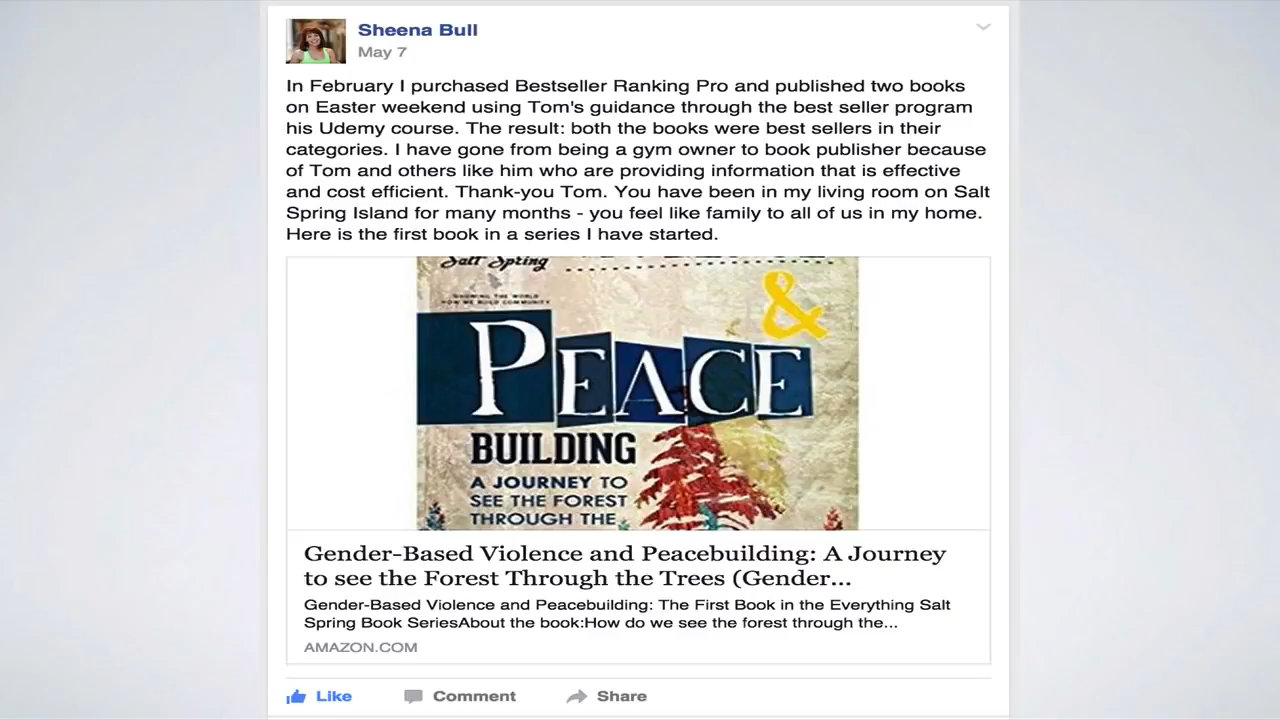 Sheena Bull
May 7
In February I purchased Bestseller Ranking Pro and published two books
on Easter weekend using Tom's guidance through the best seller program
his Udemy course. The result: both the books were best sellers in their
categories. I have gone from being a gym owner to book publisher because
of Tom and others like him who are providing information that is effective
and cost efficient. Thank-you Tom. You have been in my living room on Salt
Spring Island for many months - you feel like family to all of us in my home.
Here is the first book in a series I have started.
Salt Spring
SHOWING THE WORLD
HOW WE BUILD COMMUNITY
&
PEACE
BUILDING
A JOURNEY TO
SEE THE FOREST
THROUGH THE
Gender-Based Violence and Peacebuilding: A Journey
to see the Forest Through the Trees (Gender...
Gender-Based Violence and Peacebuilding: The First Book in the Everything Salt
Spring Book SeriesAbout the book:How do we see the forest through the...
AMAZON.COM
Like Comment Share